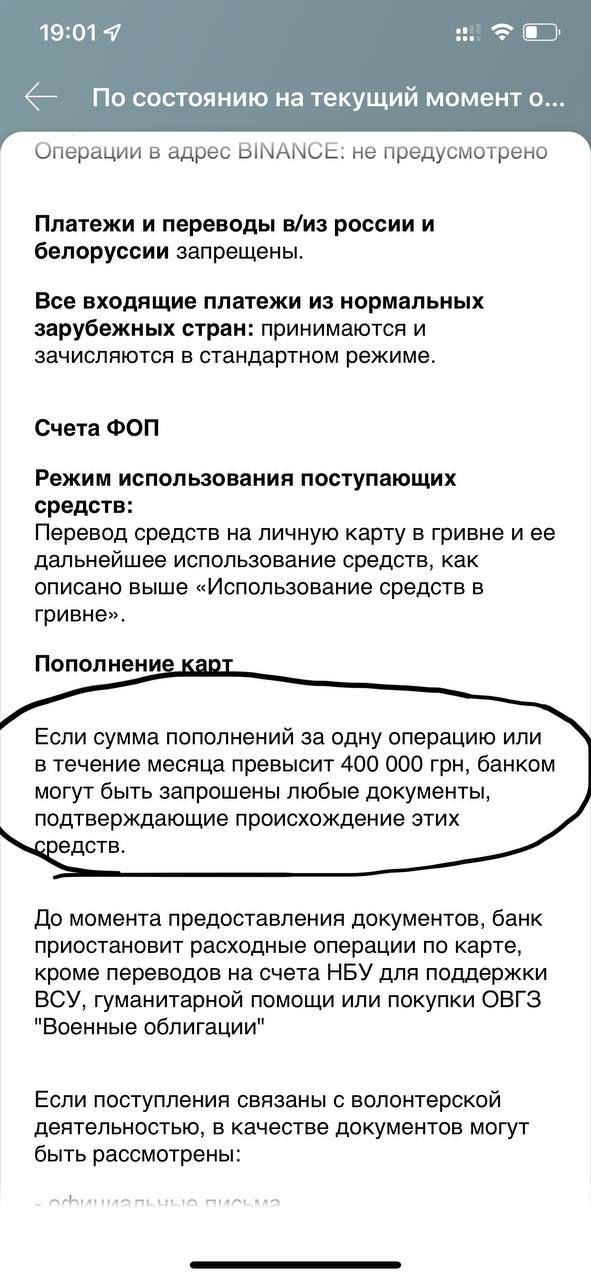 19:01
По состоянию на текущий момент о...
Операции в адрес BINANCE: не предусмотрено
Платежи и переводы в/из россии и
белоруссии запрещены.
Все входящие платежи из нормальных
зарубежных стран: принимаются и
зачисляются в стандартном режиме.
Счета ФОП
Режим использования поступающих
средств:
Перевод средств на личную карту в гривне и ее
дальнейшее использование средств, как
описано выше «Использование средств в
гривне».
Пополнение карт
Если сумма пополнений за одну операцию или
в течение месяца превысит 400 000 грн, банком
могут быть запрошены любые документы,
подтверждающие происхождение этих
средств.
До момента предоставления документов, банк
приостановит расходные операции по карте,
кроме переводов на счета НБУ для поддержки
ВСУ, гуманитарной помощи или покупки ОВГЗ
"Военные облигации"
Если поступления связаны с волонтерской
деятельностью, в качестве документов могут
быть рассмотрены:
- официальные письма